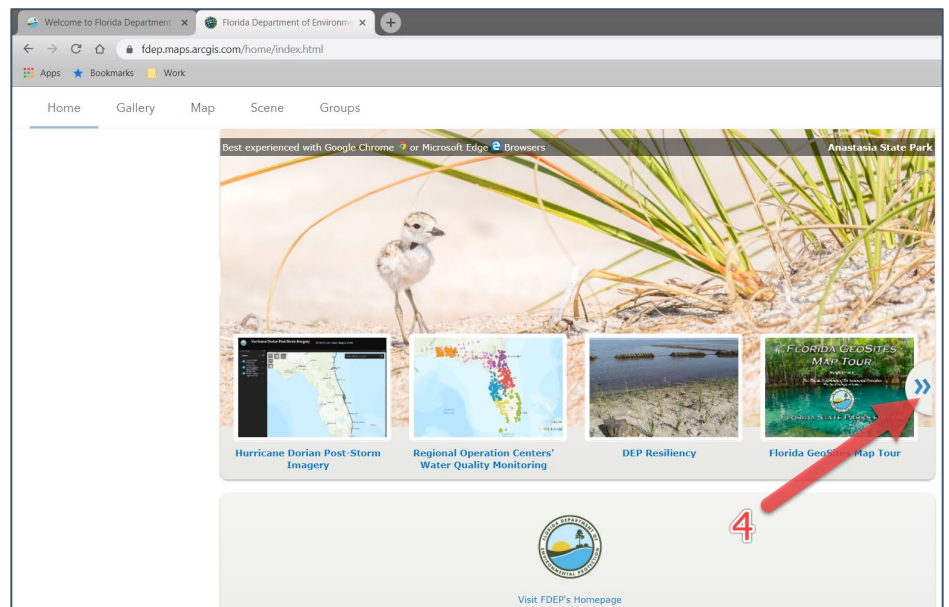 Welcome to Florida Department
Florida Department of Environme
fdep.maps.arcgis.com/home/index.html
Apps Bookmarks Work
Home Gallery Map Scene Groups
Best experienced with Google Chrome or Microsoft Edge Browsers
Anastasia State Park
Hurricane Dorian Post-Storm Imagery
FLORIDA GEOSITES
MAP TOUR
Hurricane Dorian Post-Storm
Imagery
Regional Operation Centers'
Water Quality Monitoring
DEP Resiliency
Florida GeoSites Map Tour
4
FLORIDA DEPARTMENT OF
ENVIRONMENTAL PROTECTION
Visit FDEP's Homepage